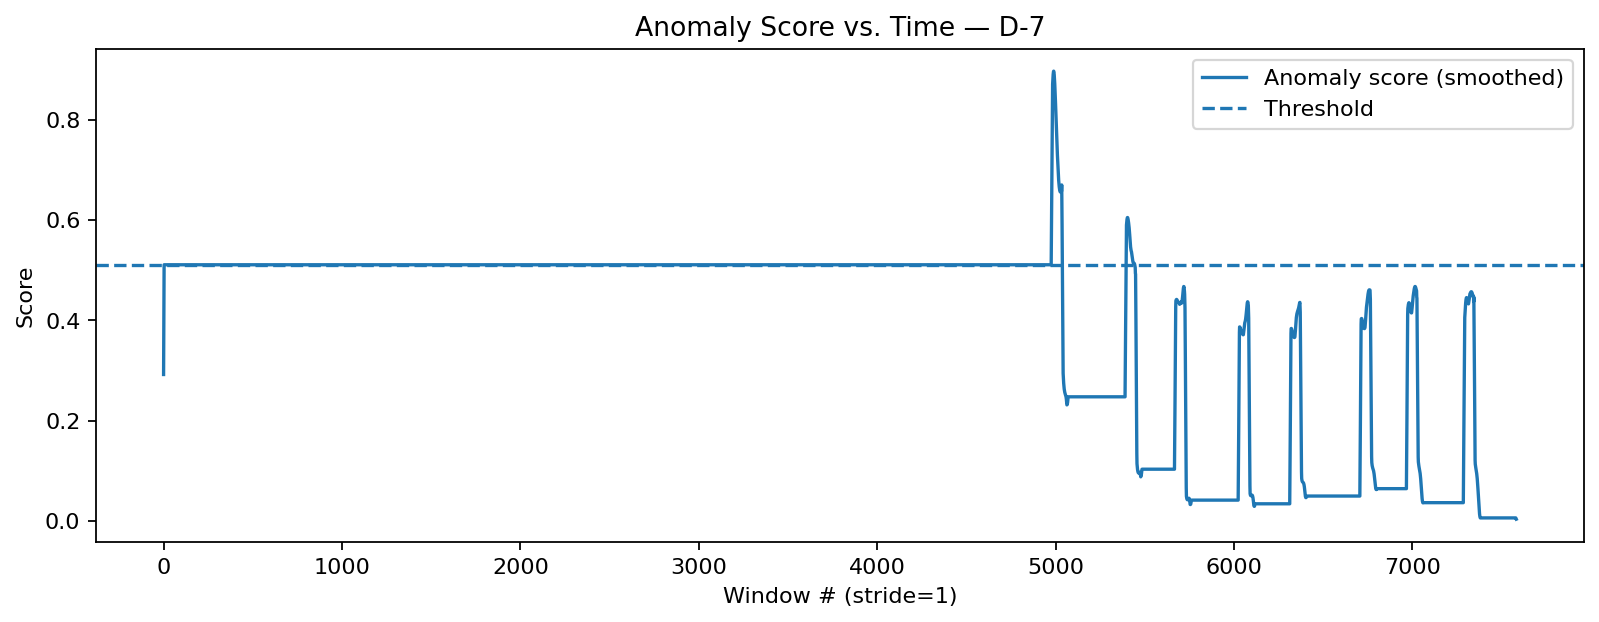 Anomaly Score vs. Time — D-7
Anomaly score (smoothed)
Threshold
Score
0.8
0.6
0.4
0.2
0.0
0 1000 2000 3000 4000 5000 6000 7000
Window # (stride=1)